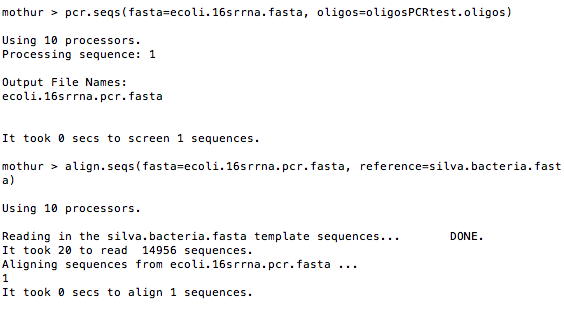 mothur > pcr.seqs(fasta=ecoli.16srrna.fasta, oligos=oligosPCRtest.oligos)
Using 10 processors.
Processing sequence: 1
Output File Names:
ecoli.16srrna.pcr.fasta
It took 0 secs to screen 1 sequences.
mothur > align.seqs(fasta=ecoli.16srrna.pcr.fasta, reference=silva.bacteria.fast
a)
Using 10 processors.
Reading in the silva.bacteria.fasta template sequences...	DONE.
It took 20 to read  14956 sequences.
Aligning sequences from ecoli.16srrna.pcr.fasta ...
1
It took 0 secs to align 1 sequences.